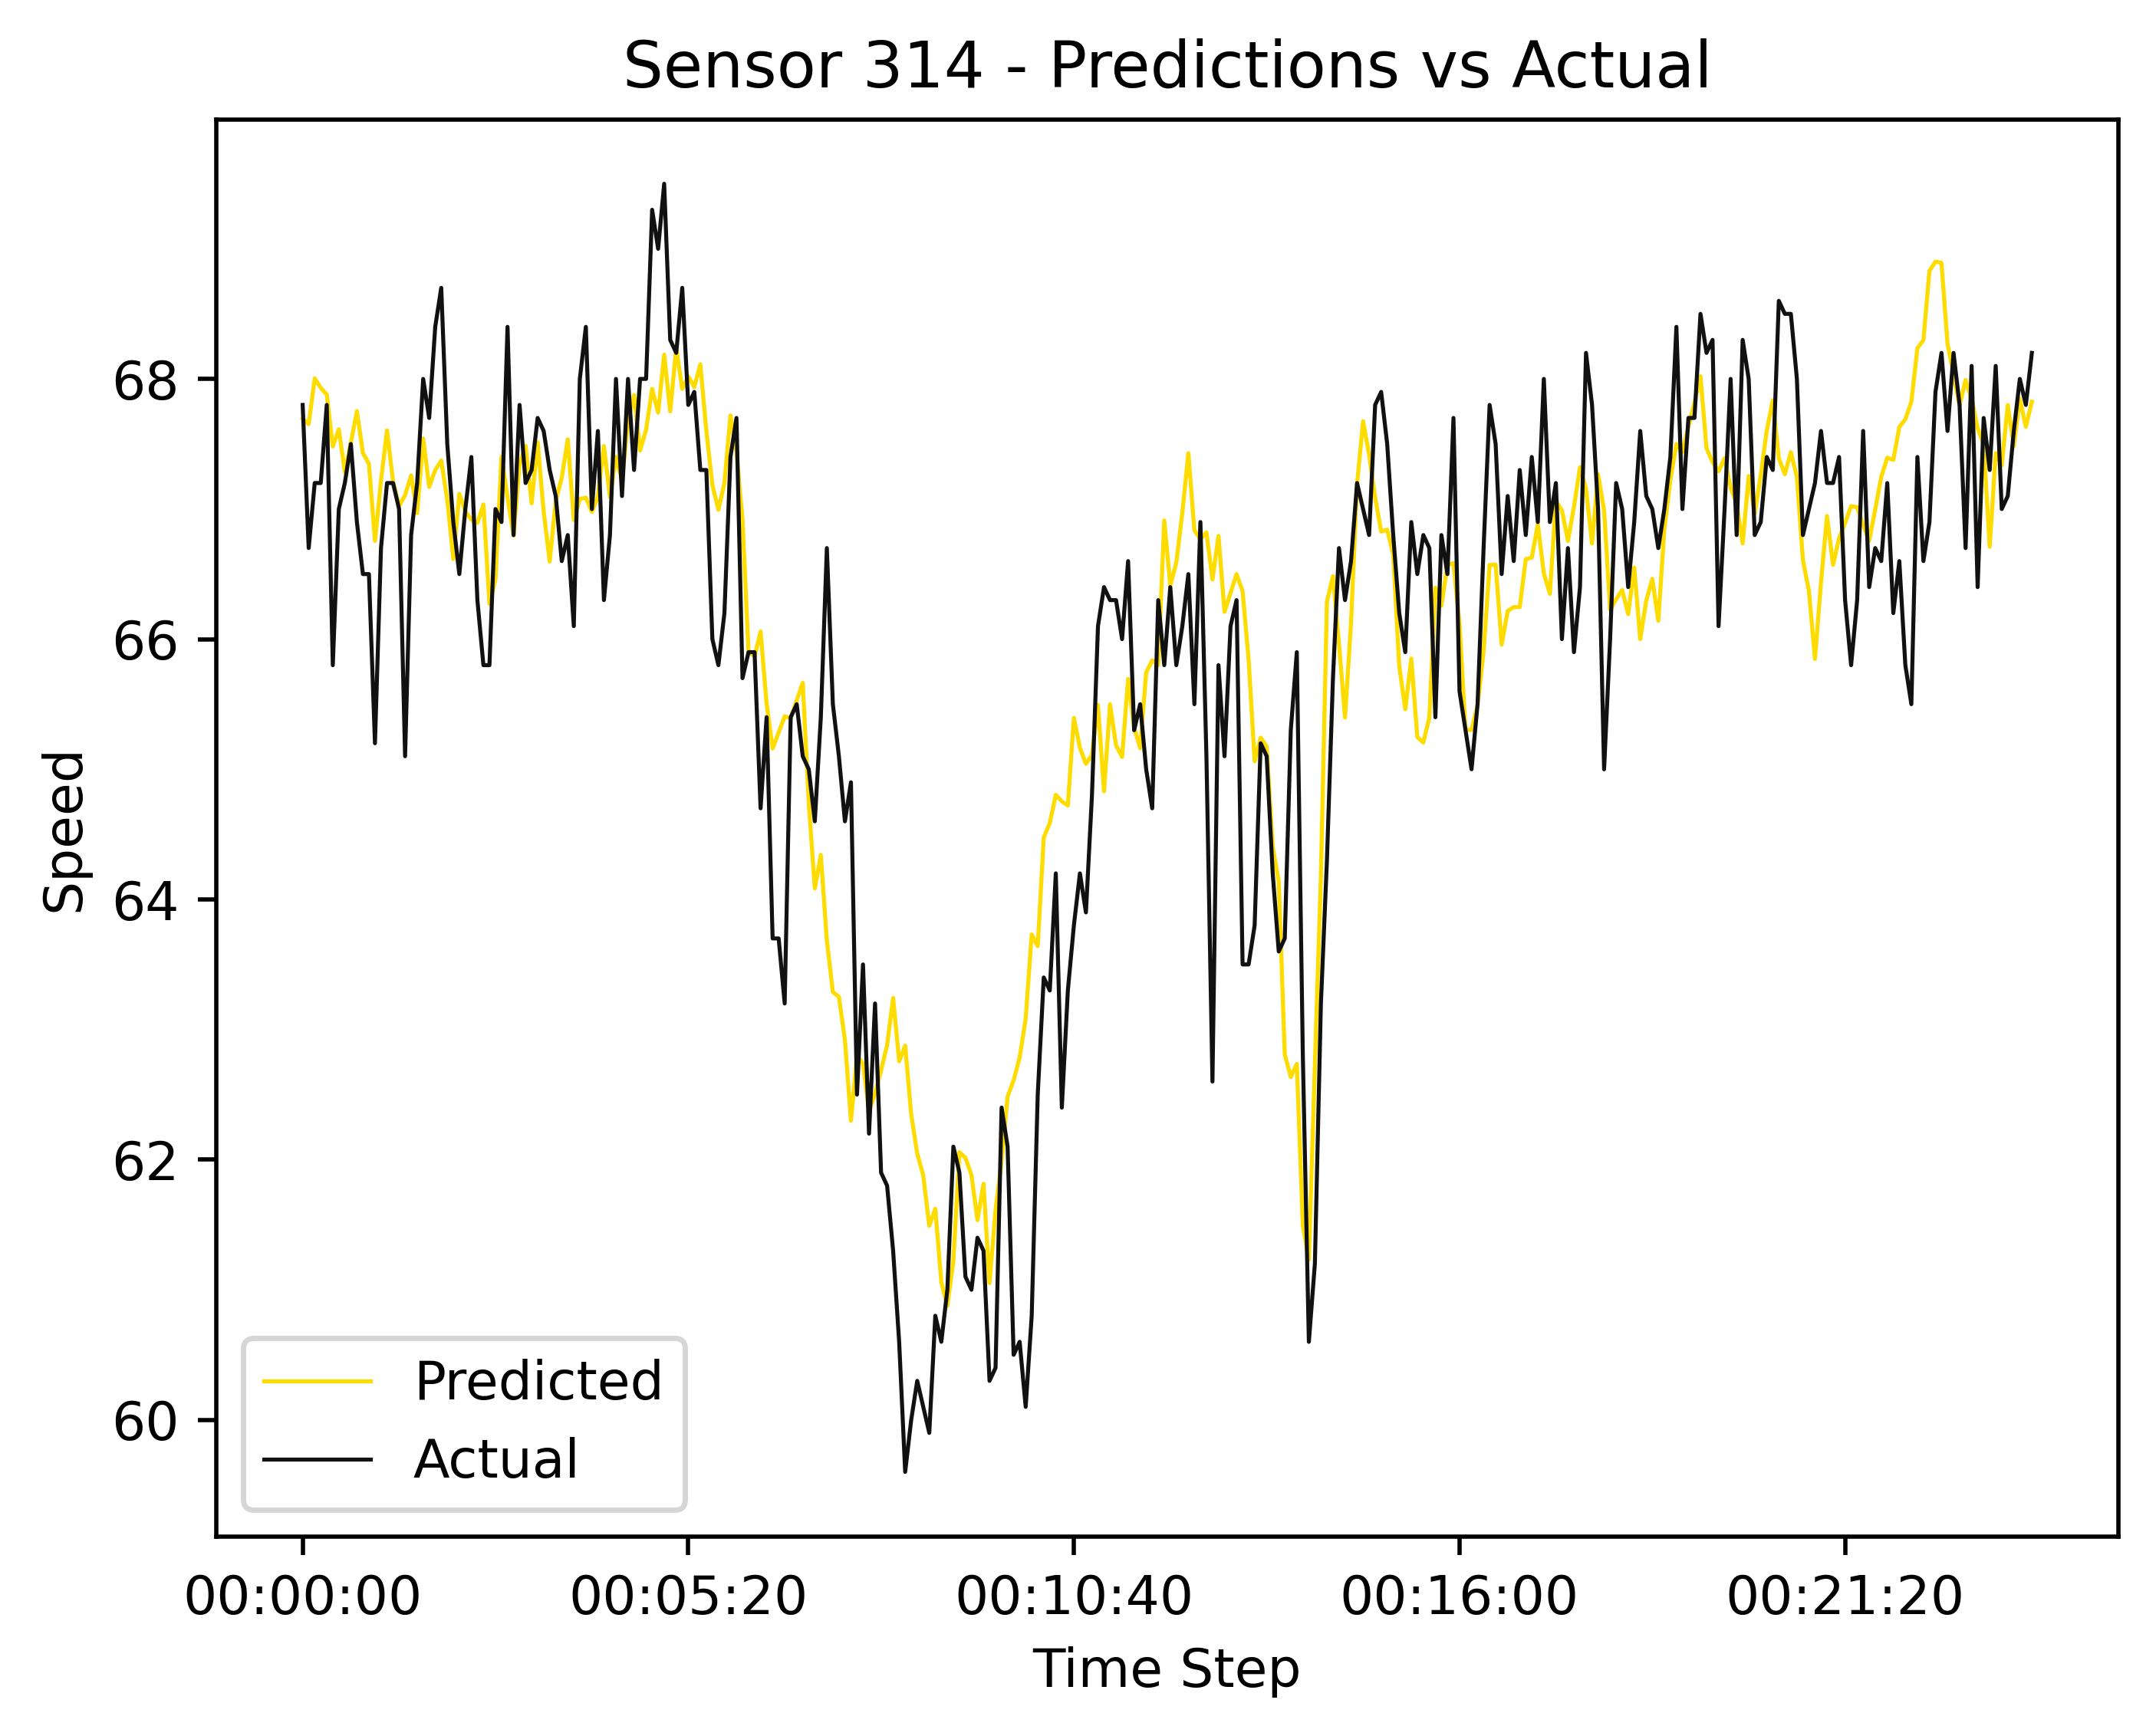 Sensor 314 - Predictions vs Actual
Speed
68
66
64
62
60
Predicted
Actual
00:00:00 00:05:20 00:10:40 00:16:00 00:21:20
Time Step